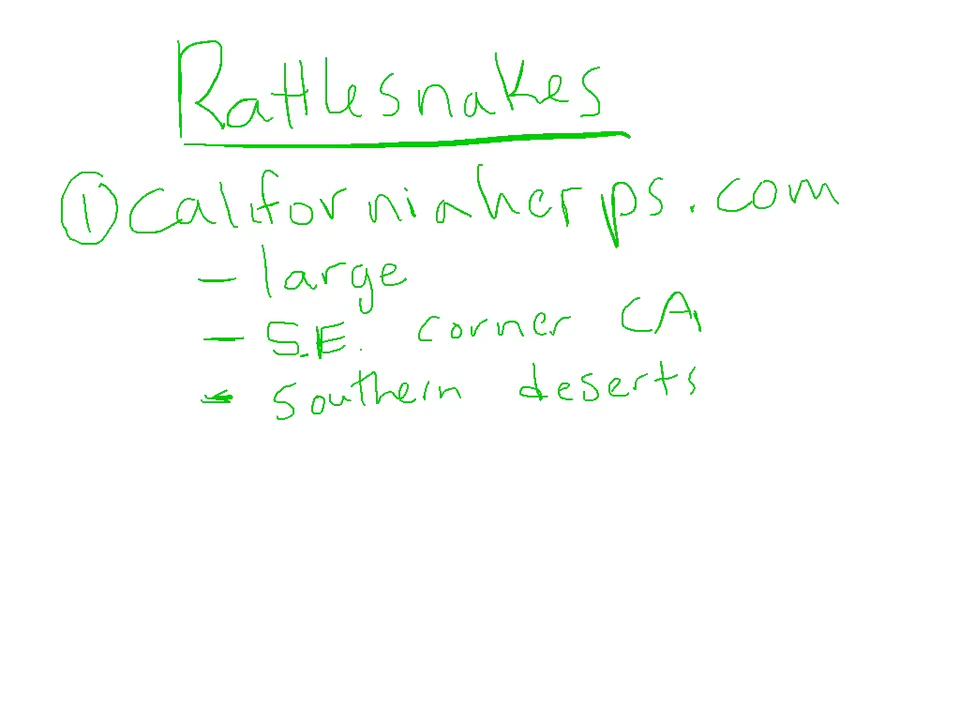 Rattlesnakes
① californiaherps.com
- large
- S.E. corner CA,
- Southern deserts